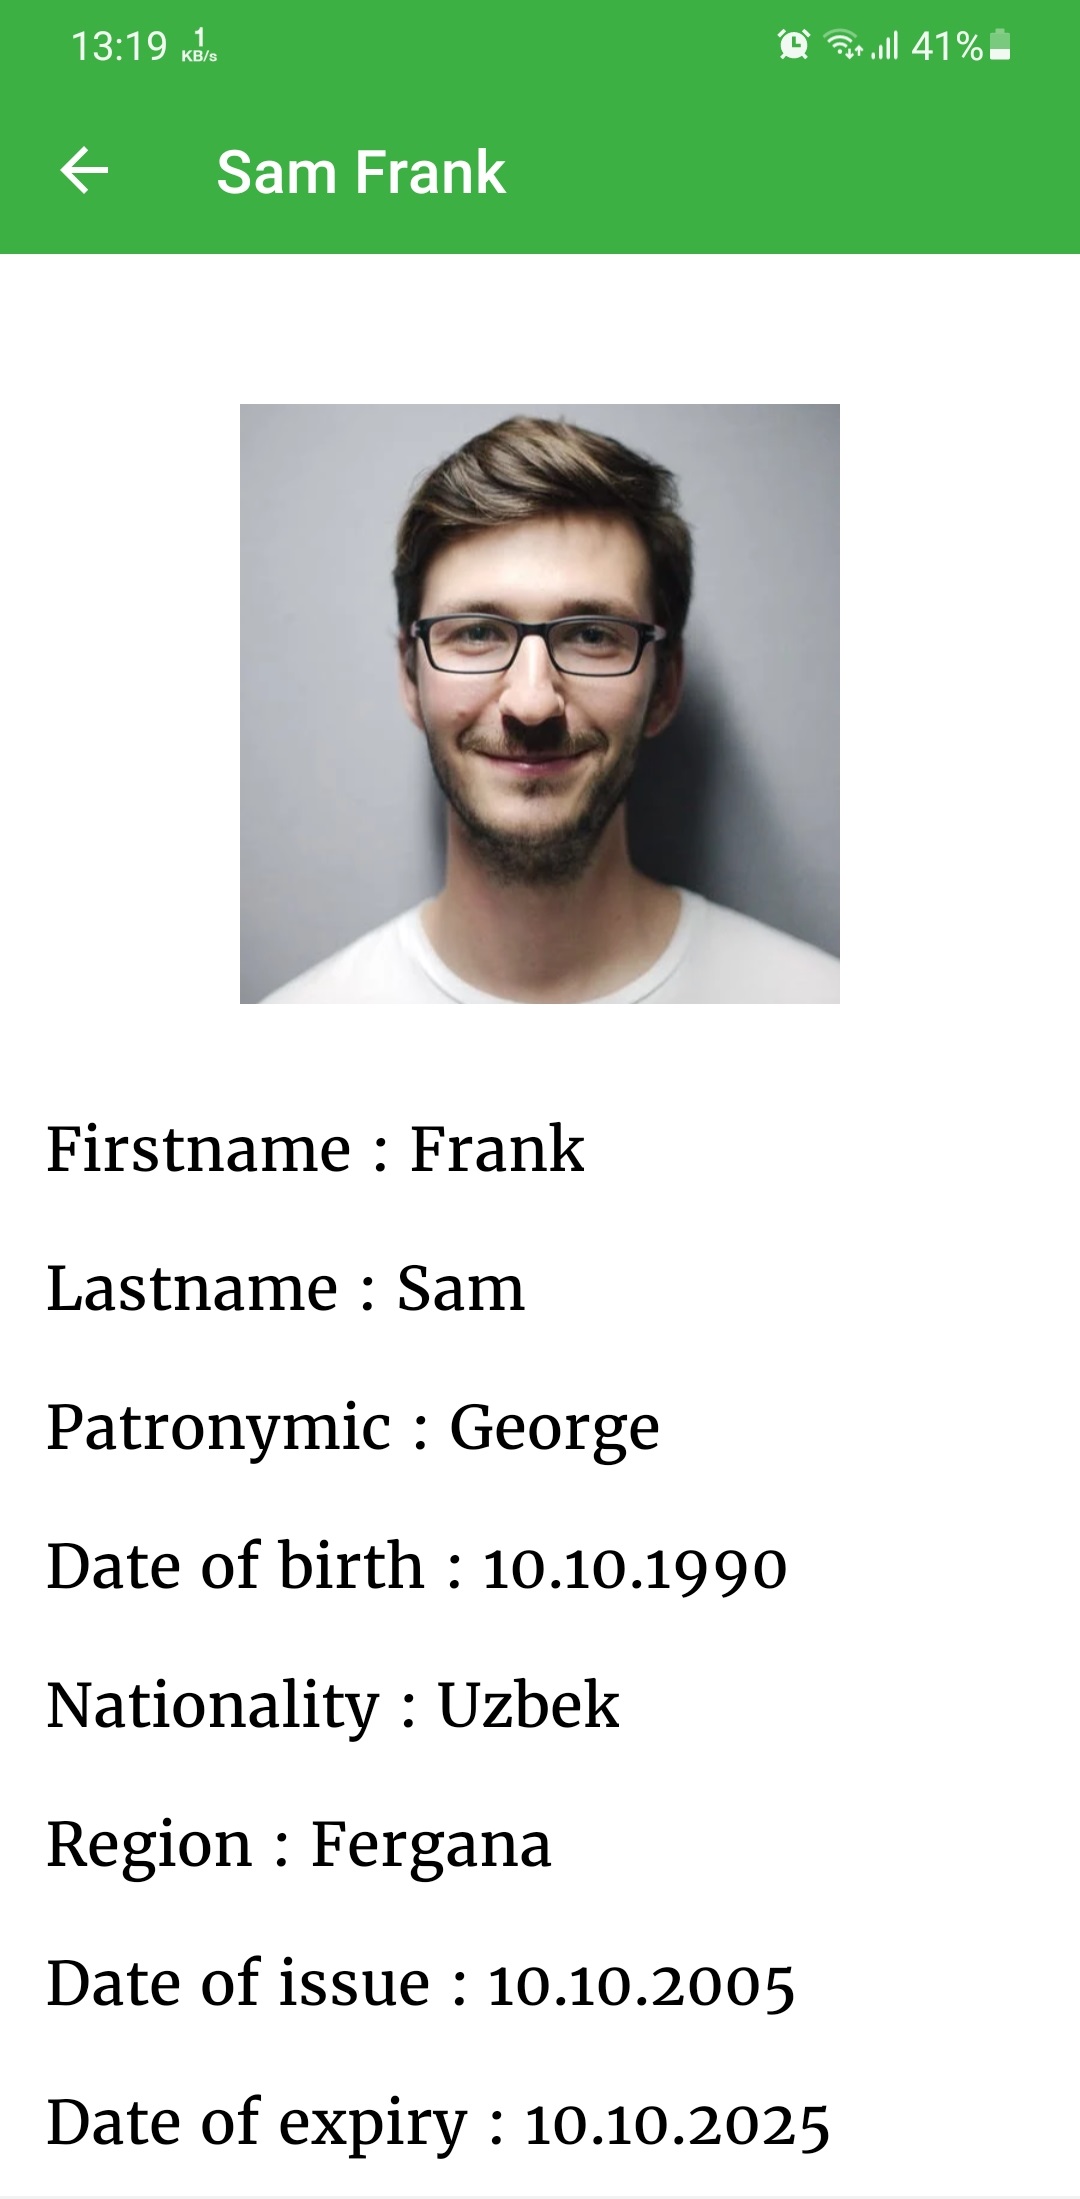 13:19 1 KB/s 41%
Sam Frank
Firstname : Frank
Lastname : Sam
Patronymic : George
Date of birth : 10.10.1990
Nationality : Uzbek
Region : Fergana
Date of issue : 10.10.2005
Date of expiry : 10.10.2025